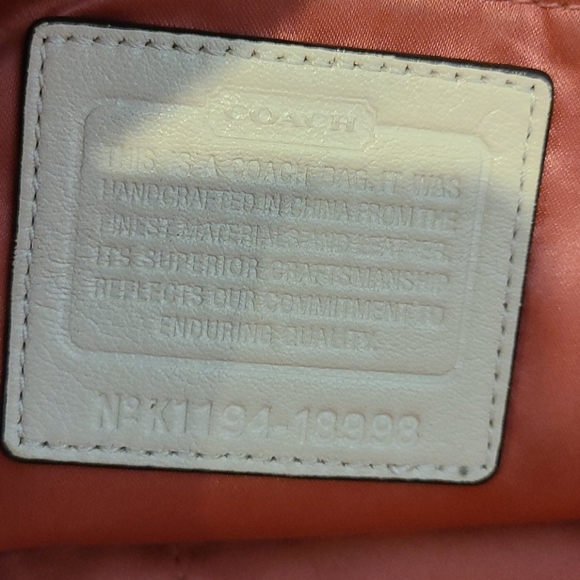 COACH
THIS IS A COACH BAG. IT WAS
HANDCRAFTED IN CHINA FROM THE
FINEST MATERIALS AND LEATHER.
ITS SUPERIOR CRAFTSMANSHIP
REFLECTS OUR COMMITMENT TO
ENDURING QUALITY.
Nº K1194-18998